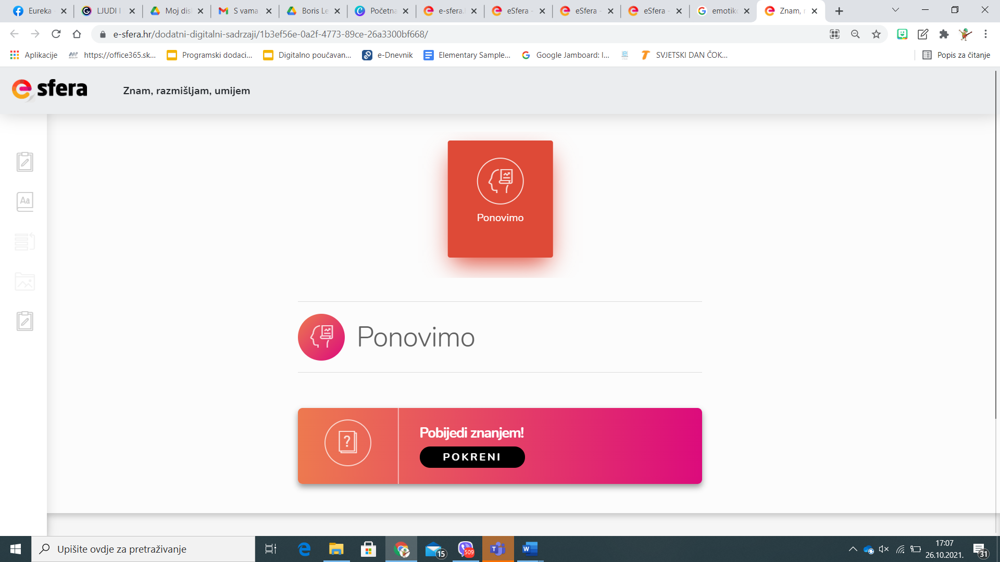 Eureka
LJUDI I
Moj dis
S vama
Boris Le
Početna
e-sfera.
eSfera -
eSfera -
eSfera -
emotik
Znam, r
e-sfera.hr/dodatni-digitalni-sadrzaji/1b3ef56e-0a2f-4773-89ce-26a3300bf668/
Aplikacije
https://office365.sk...
Programski dodaci...
Digitalno poučavan...
e-Dnevnik
Elementary Sample...
Google Jamboard: I...
SVJETSKI DAN ČOK...
Popis za čitanje
e sfera
Znam, razmišljam, umijem
Aa
Ponovimo
Ponovimo
?
Pobijedi znanjem!
POKRENI
Upišite ovdje za pretraživanje
15
509
17:07
26.10.2021.
31